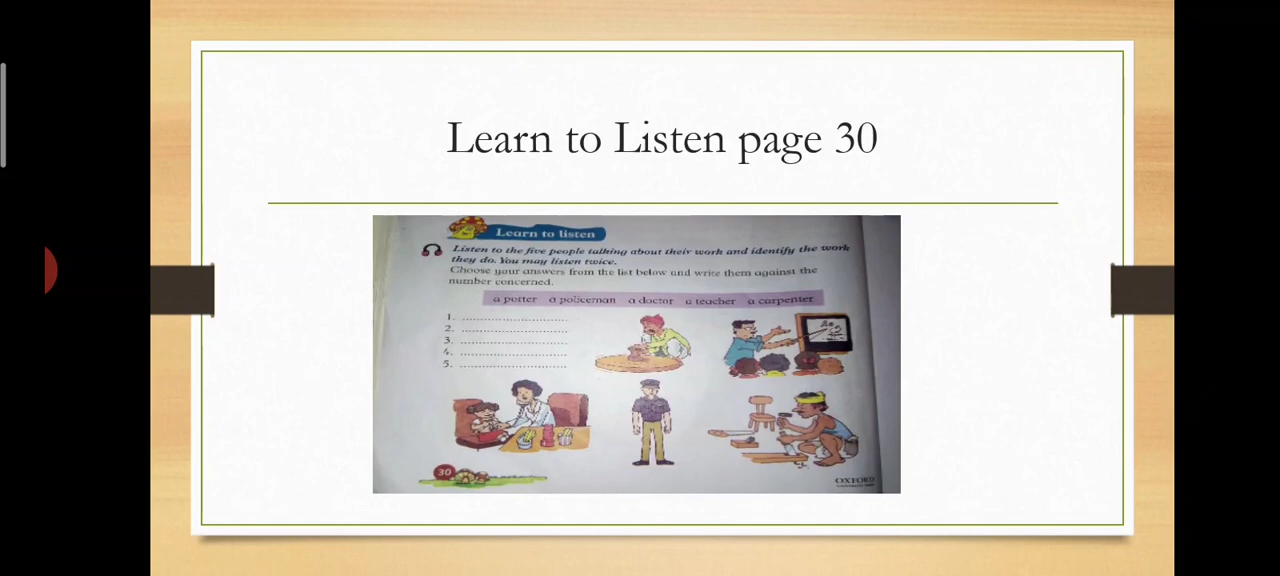 Learn to Listen page 30
Learn to listen
Listen to the five people talking about their work and identify the work
they do. You may listen twice.
Choose your answers from the list below and write them against the
number concerned.
a potter a policeman a doctor a teacher a carpenter
1. ..............................
2. ..............................
3. ..............................
4. ..............................
5. ..............................
30
OXFORD